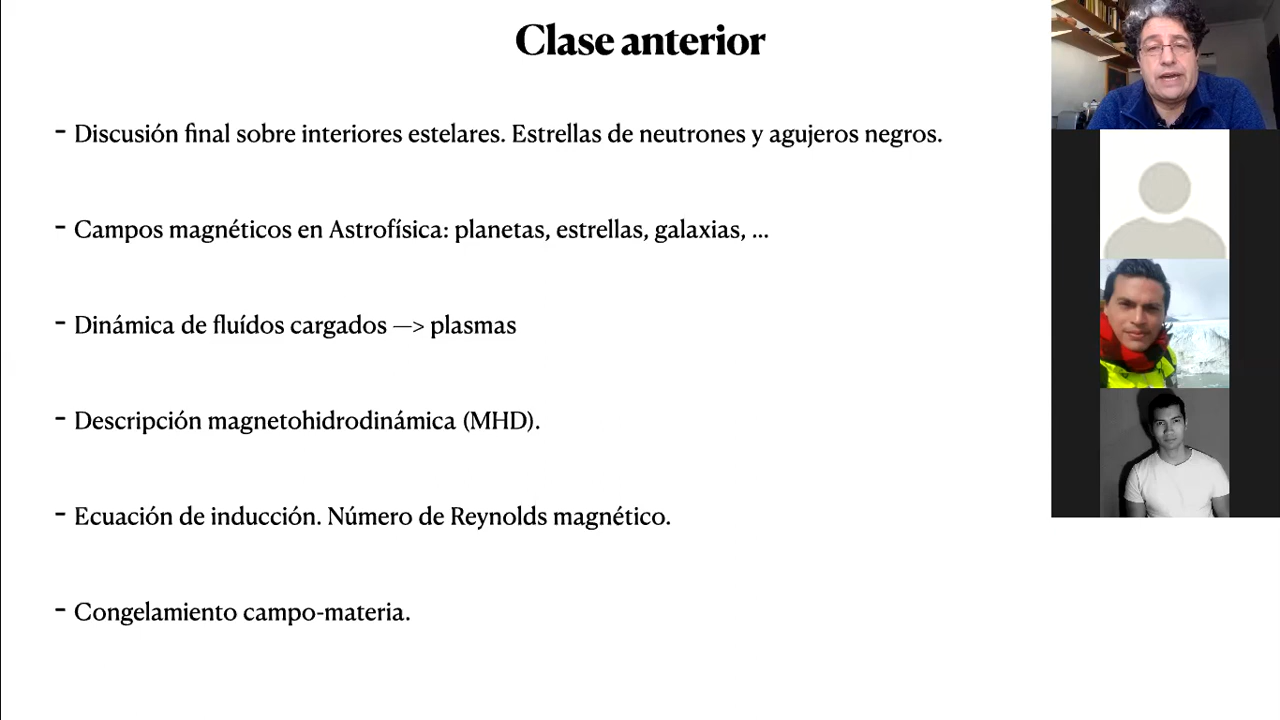 Clase anterior
- Discusión final sobre interiores estelares. Estrellas de neutrones y agujeros negros.
- Campos magnéticos en Astrofísica: planetas, estrellas, galaxias, ...
- Dinámica de fluídos cargados —> plasmas
- Descripción magnetohidrodinámica (MHD).
- Ecuación de inducción. Número de Reynolds magnético.
- Congelamiento campo-materia.